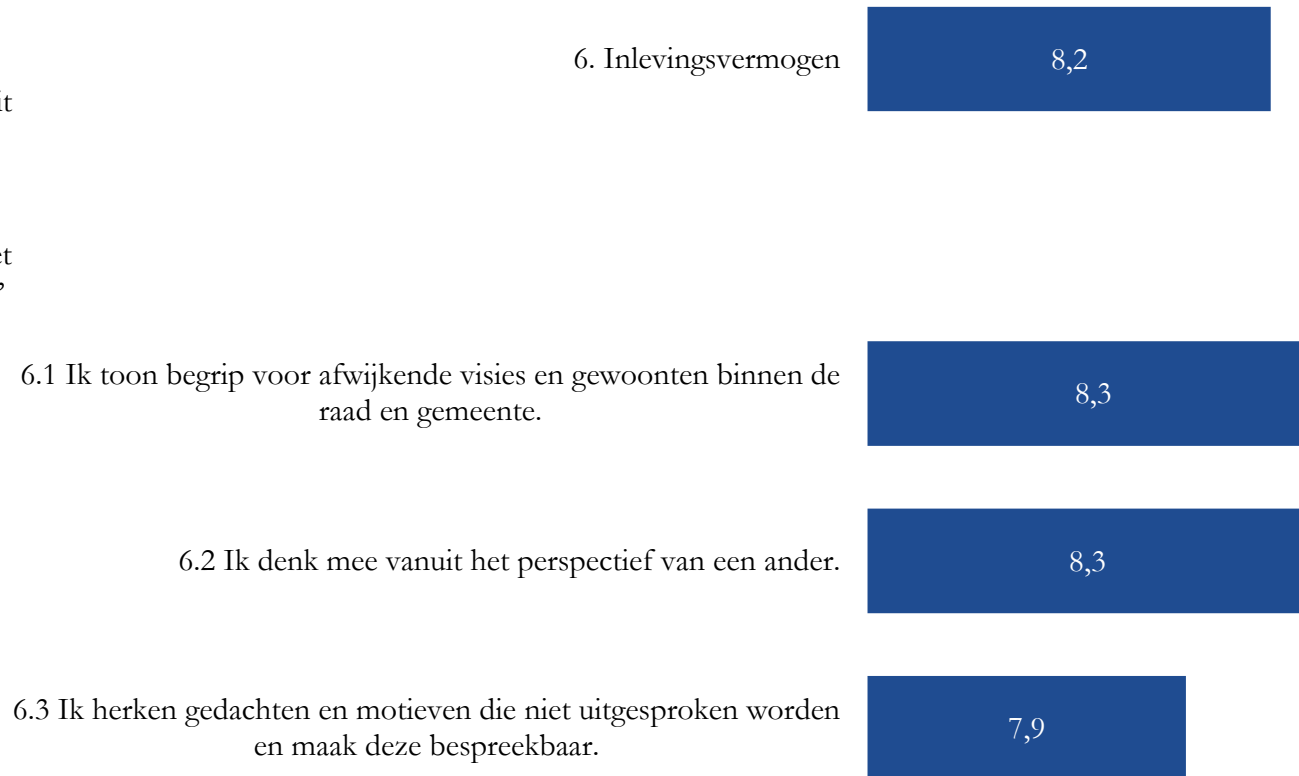 6. Inlevingsvermogen
8,2
it
et
6.1 Ik toon begrip voor afwijkende visies en gewoonten binnen de
raad en gemeente.
8,3
6.2 Ik denk mee vanuit het perspectief van een ander.
8,3
6.3 Ik herken gedachten en motieven die niet uitgesproken worden
en maak deze bespreekbaar.
7,9